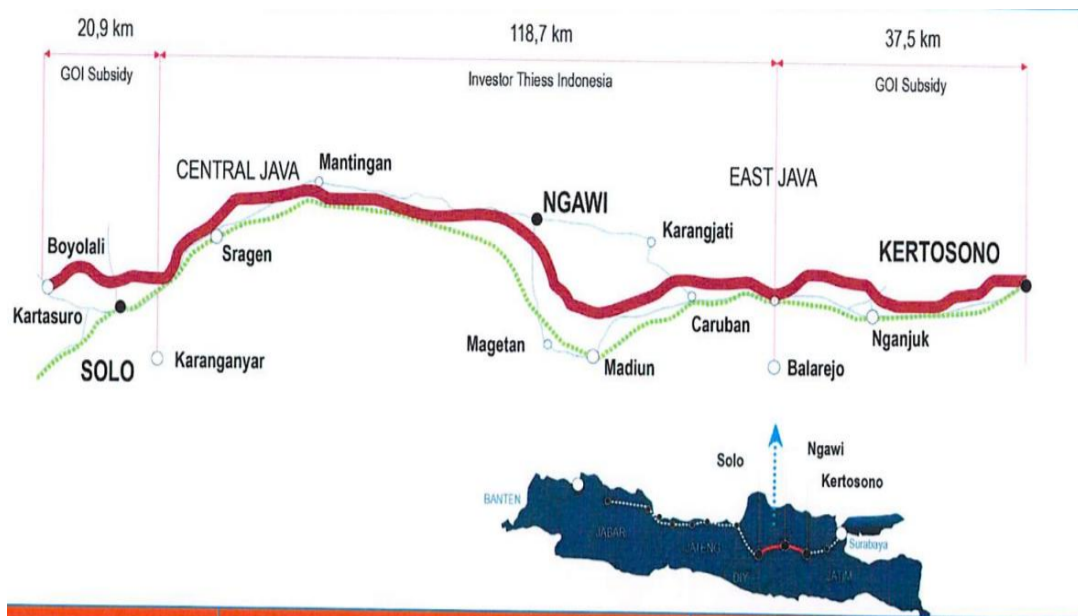 20,9 km
118,7 km
37,5 km
GOI Subsidy
Investor Thiess Indonesia
GOI Subsidy
CENTRAL JAVA
Mantingan
EAST JAVA
NGAWI
Karangjati
KERTOSONO
Boyolali
Sragen
Kartasuro
Caruban
Nganjuk
Magetan
Madiun
SOLO
Karanganyar
Balarejo
Solo
Ngawi
Kertosono
BANTEN
JABAR
JATENG
DIY
JATIM
Surabaya